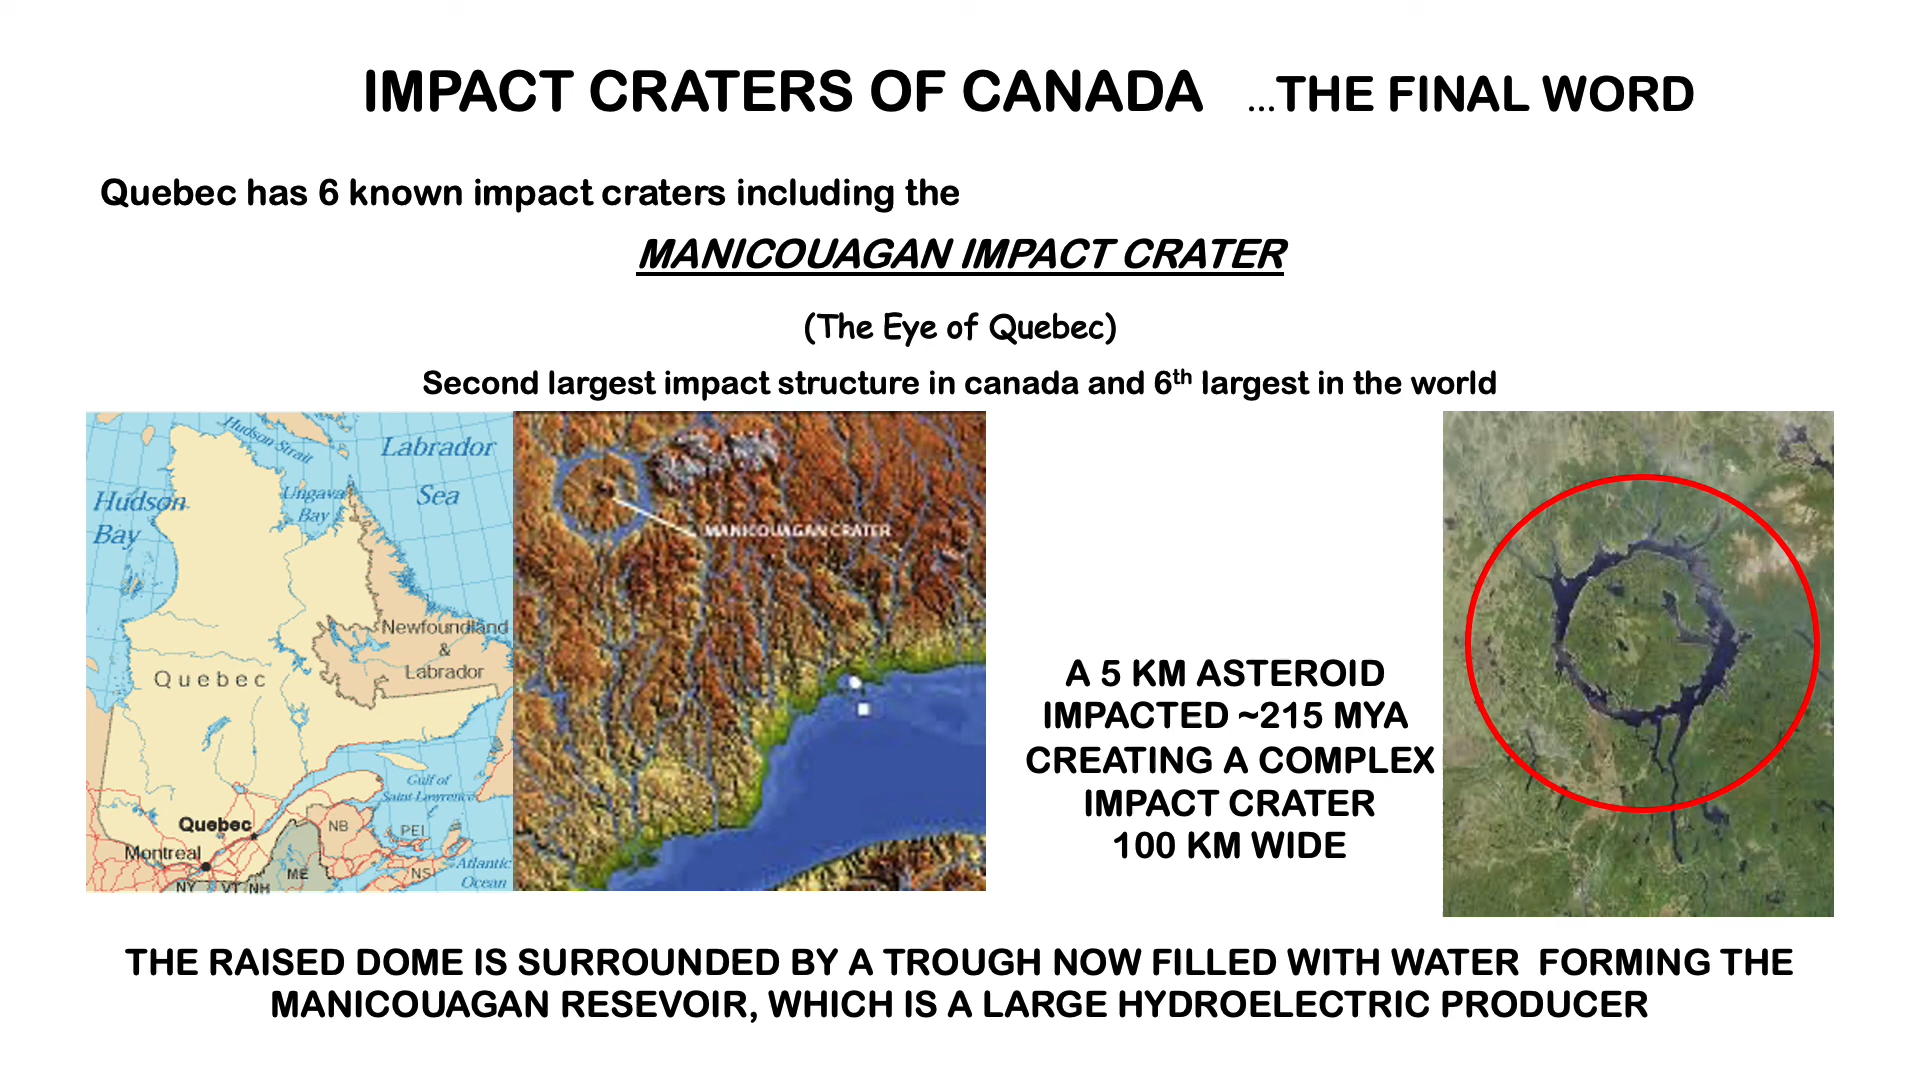 IMPACT CRATERS OF CANADA ...THE FINAL WORD
Quebec has 6 known impact craters including the
MANICOUAGAN IMPACT CRATER
(The Eye of Quebec)
Second largest impact structure in canada and 6th largest in the world
Hudson Strait
Labrador
Sea
Hudson
Bay
Ungava
Bay
Newfoundland
&
Labrador
Quebec
Gulf of
Saint Lawrence
Quebec
NB
PEI
Montreal
ME
NS
Atlantic
Ocean
NY VT NH
MANICOUAGAN CRATER
A 5 KM ASTEROID
IMPACTED ~215 MYA
CREATING A COMPLEX
IMPACT CRATER
100 KM WIDE
THE RAISED DOME IS SURROUNDED BY A TROUGH NOW FILLED WITH WATER FORMING THE
MANICOUAGAN RESEVOIR, WHICH IS A LARGE HYDROELECTRIC PRODUCER